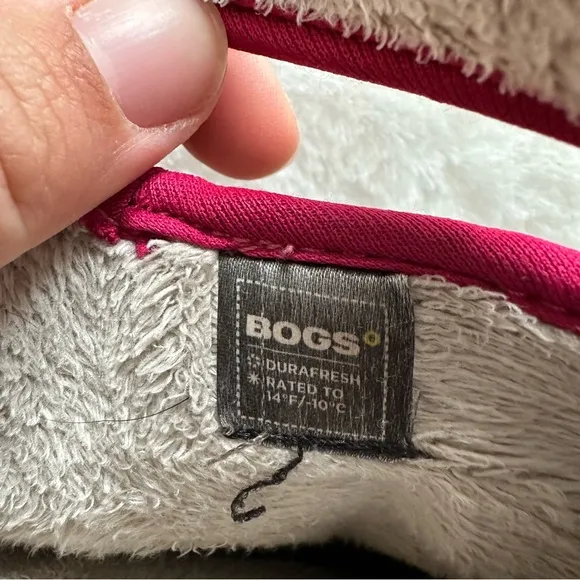 BOGS
DURAFRESH
RATED TO
14°F/-10°C